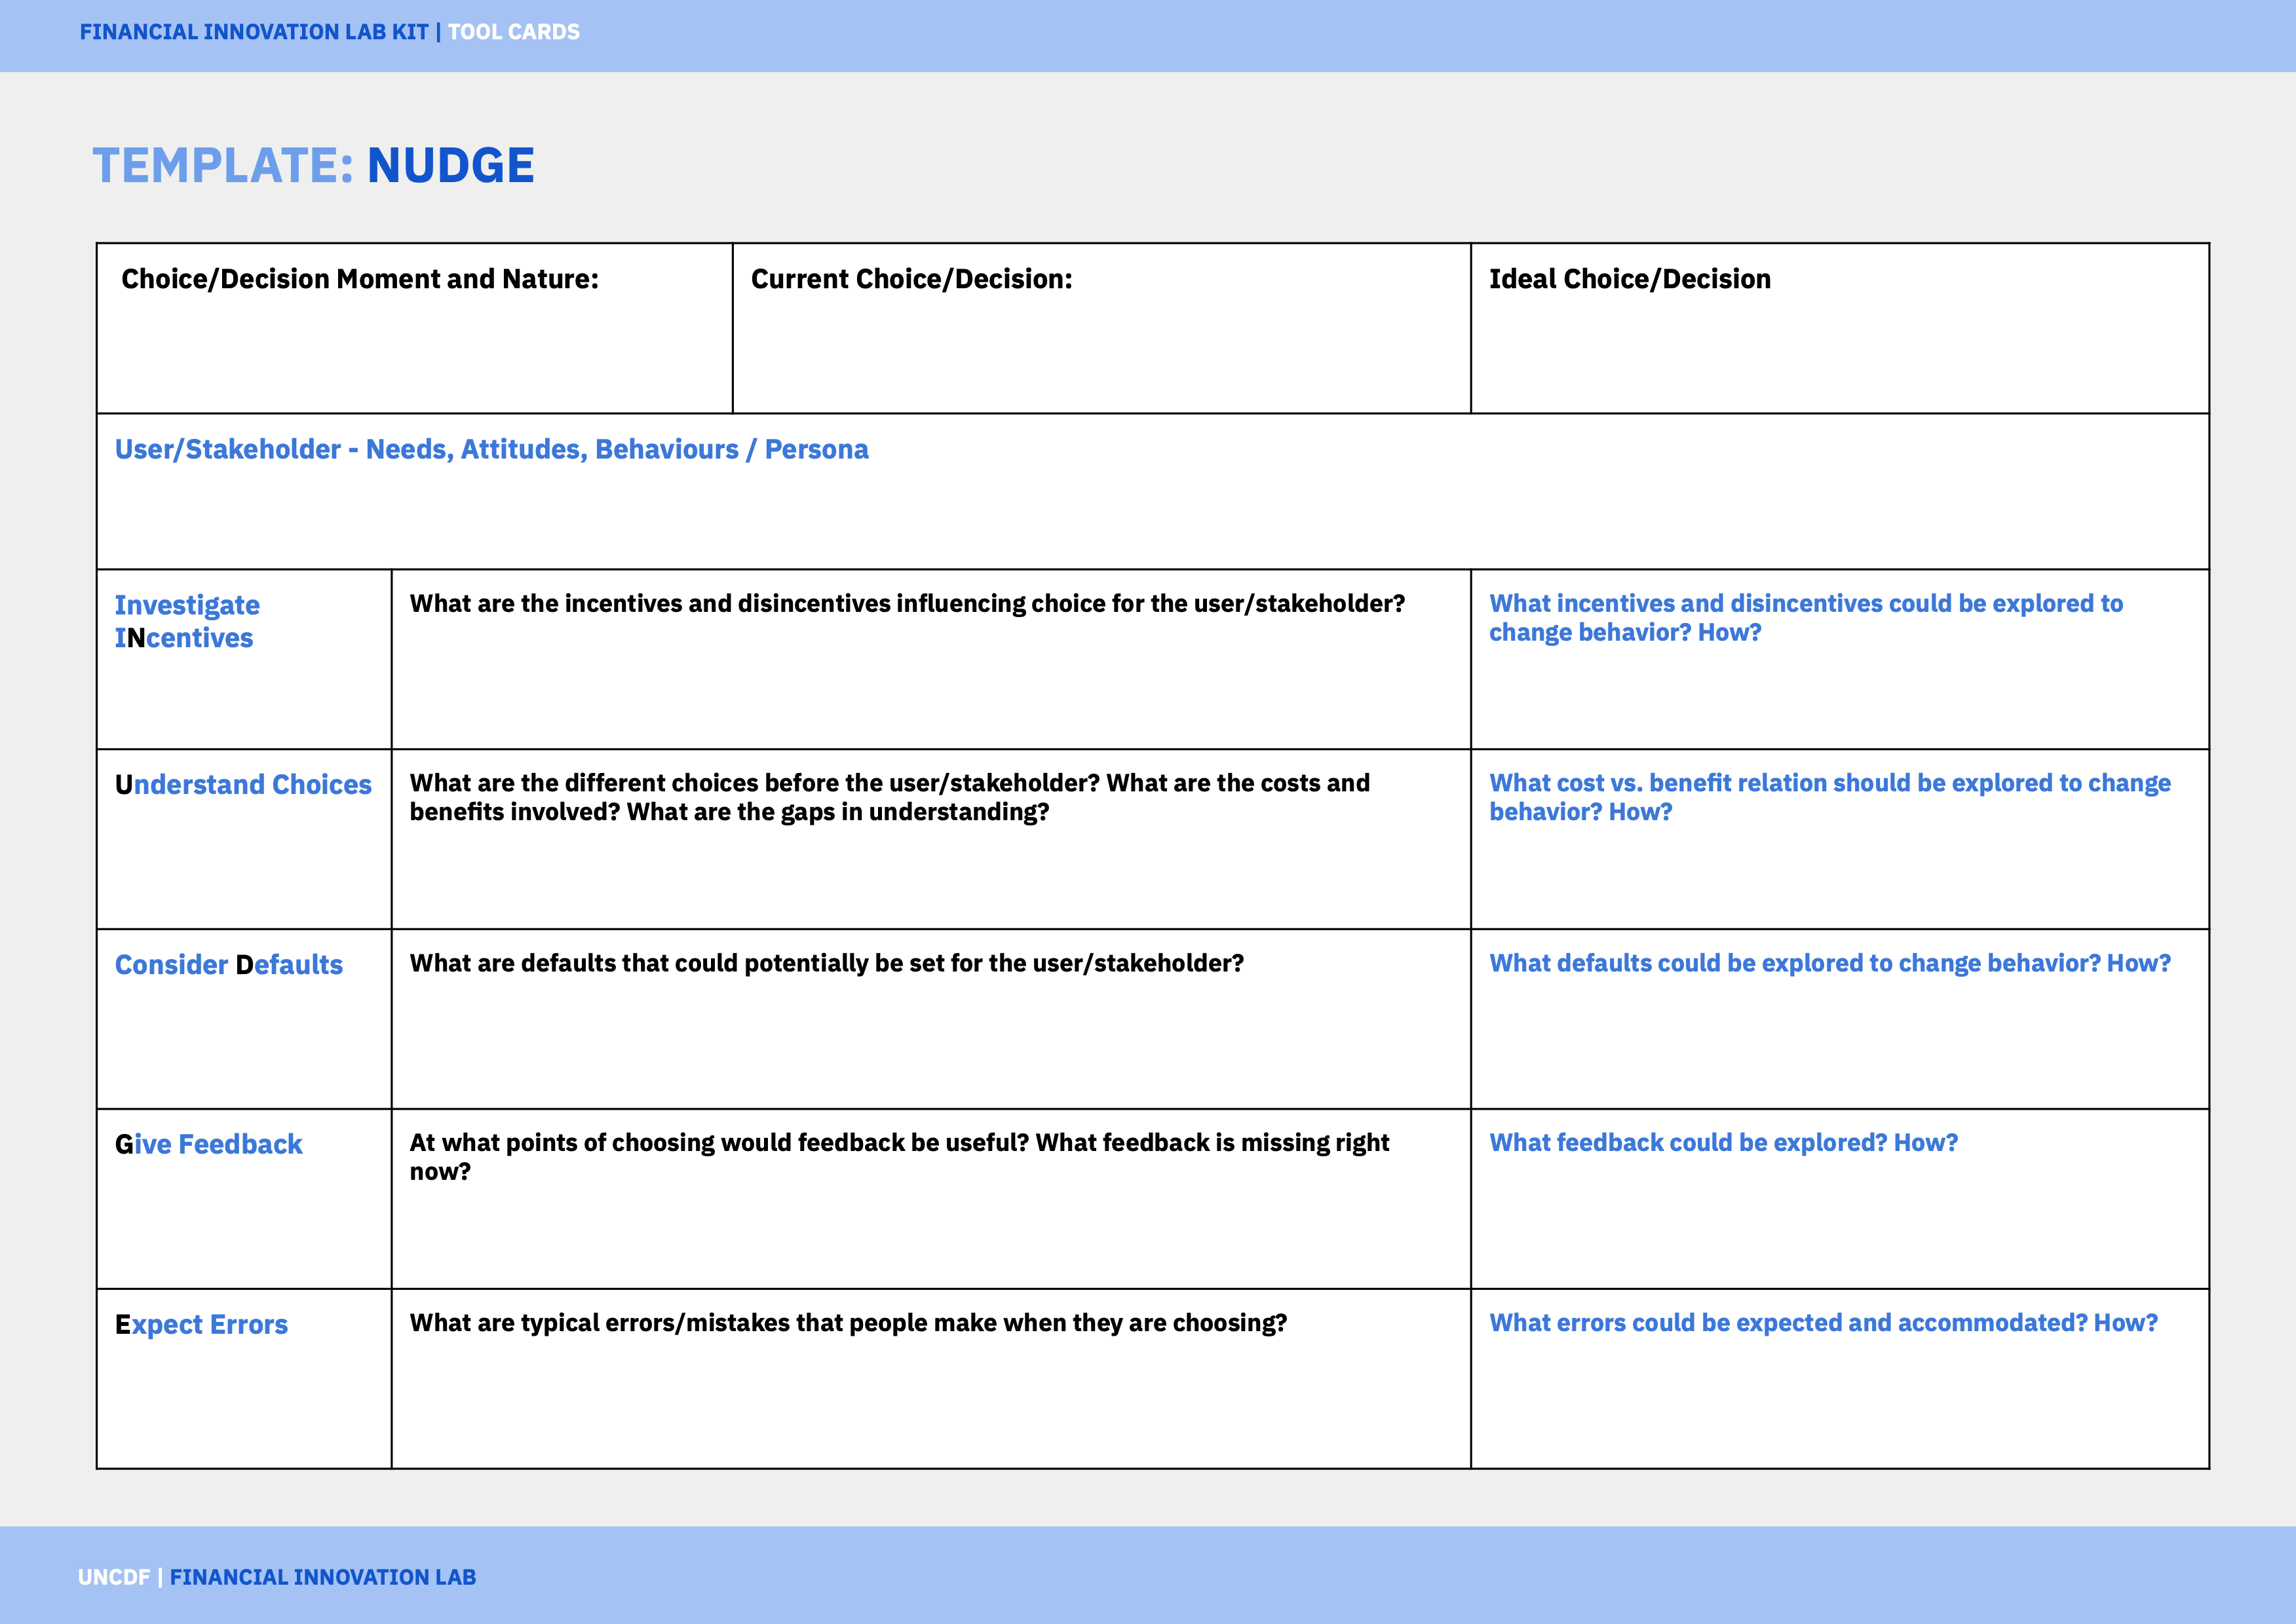 FINANCIAL INNOVATION LAB KIT | TOOL CARDS
TEMPLATE: NUDGE
Choice/Decision Moment and Nature:
Current Choice/Decision:
Ideal Choice/Decision
User/Stakeholder - Needs, Attitudes, Behaviours / Persona
Investigate
INcentives
What are the incentives and disincentives influencing choice for the user/stakeholder?
What incentives and disincentives could be explored to
change behavior? How?
Understand Choices
What are the different choices before the user/stakeholder? What are the costs and
benefits involved? What are the gaps in understanding?
What cost vs. benefit relation should be explored to change
behavior? How?
Consider Defaults
What are defaults that could potentially be set for the user/stakeholder?
What defaults could be explored to change behavior? How?
Give Feedback
At what points of choosing would feedback be useful? What feedback is missing right
now?
What feedback could be explored? How?
Expect Errors
What are typical errors/mistakes that people make when they are choosing?
What errors could be expected and accommodated? How?
UNCDF | FINANCIAL INNOVATION LAB